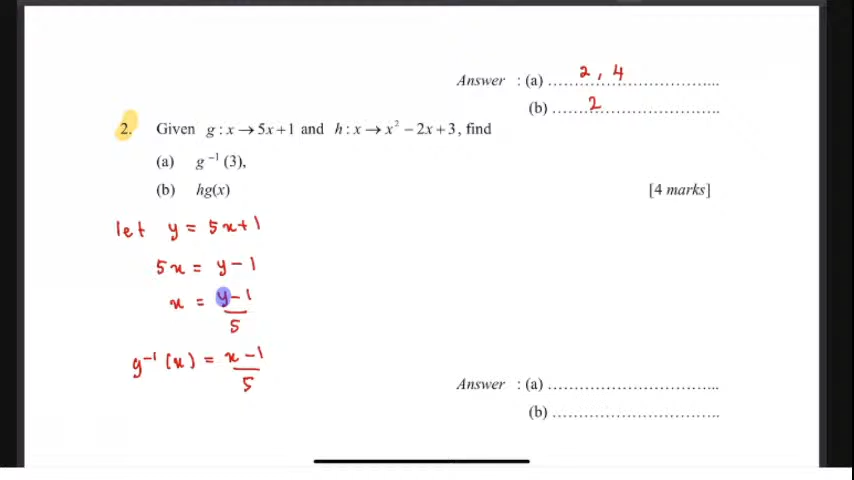 Answer : (a) 2, 4
(b) 2
2. Given g : x → 5x + 1 and h : x → x² − 2x + 3, find
(a) g⁻¹(3),
(b) hg(x) [4 marks]
let y = 5x+1
5x = y − 1
x = y − 1 / 5
g⁻¹(x) = x − 1 / 5
Answer : (a) ……………………………..
(b) ……………………………..